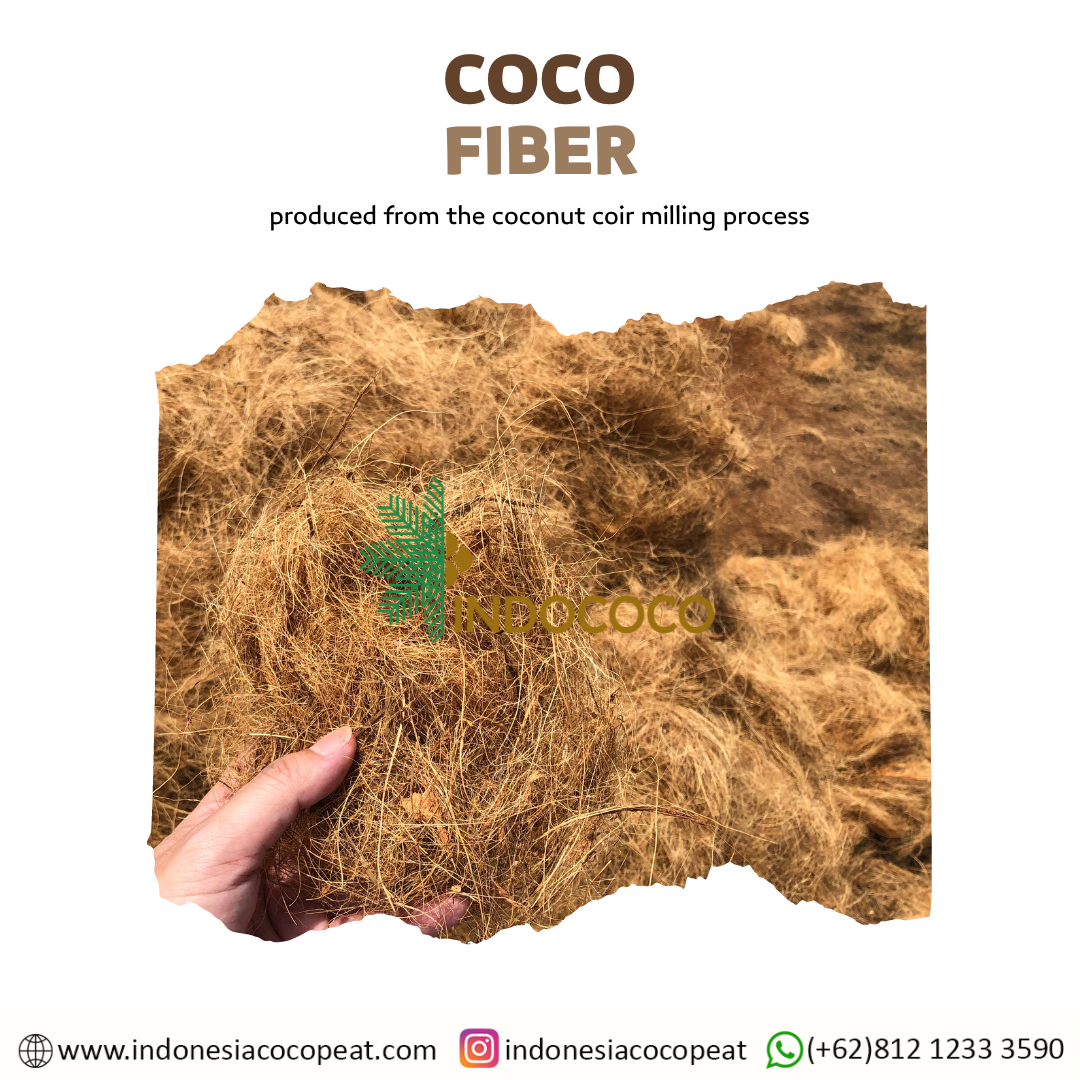 COCO
FIBER
produced from the coconut coir milling process
INDOCOCO
www.indonesiacocopeat.com indonesiacocopeat (+62)812 1233 3590